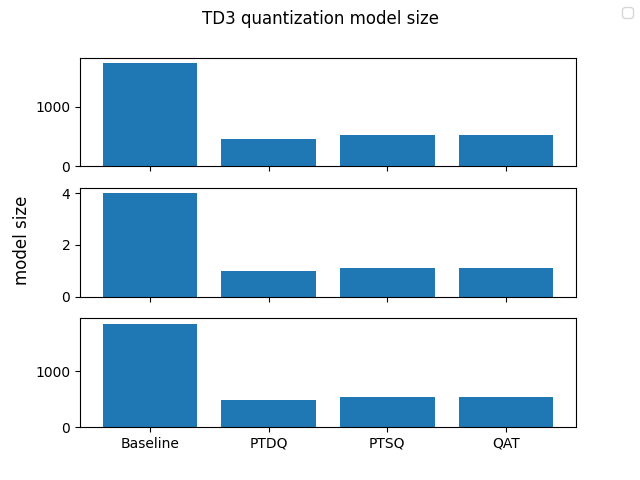 TD3 quantization model size
1000
0
model size
4
2
0
1000
0
Baseline PTDQ PTSQ QAT